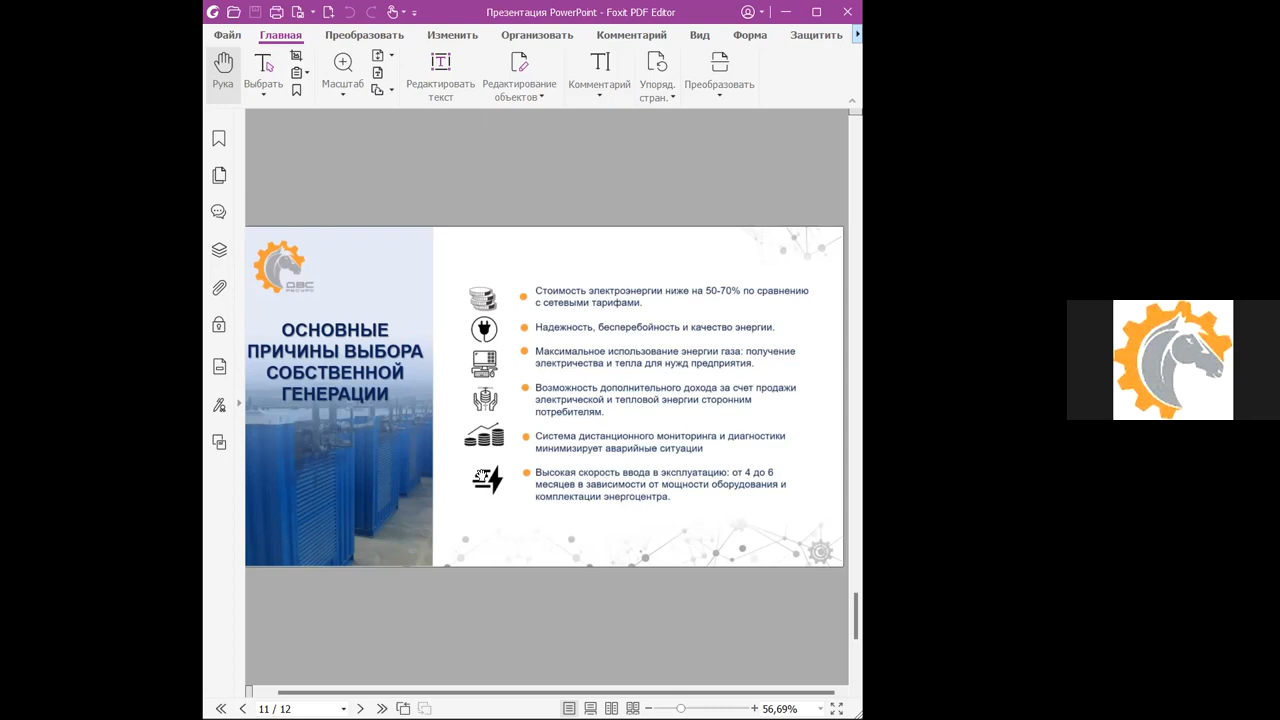 Презентация PowerPoint - Foxit PDF Editor
Файл Главная Преобразовать Изменить Организовать Комментарий Вид Форма Защитить
Рука Выбрать Масштаб Редактировать текст Редактирование объектов Комментарий Упоряд. стран. Преобразовать
ДВС
РЕСУРС
ОСНОВНЫЕ
ПРИЧИНЫ ВЫБОРА
СОБСТВЕННОЙ
ГЕНЕРАЦИИ
Стоимость электроэнергии ниже на 50-70% по сравнению
с сетевыми тарифами.
Надежность, бесперебойность и качество энергии.
Максимальное использование энергии газа: получение
электричества и тепла для нужд предприятия.
Возможность дополнительного дохода за счет продажи
электрической и тепловой энергии сторонним
потребителям.
Система дистанционного мониторинга и диагностики
минимизирует аварийные ситуации
Высокая скорость ввода в эксплуатацию: от 4 до 6
месяцев в зависимости от мощности оборудования и
комплектации энергоцентра.
11 / 12
56,69%